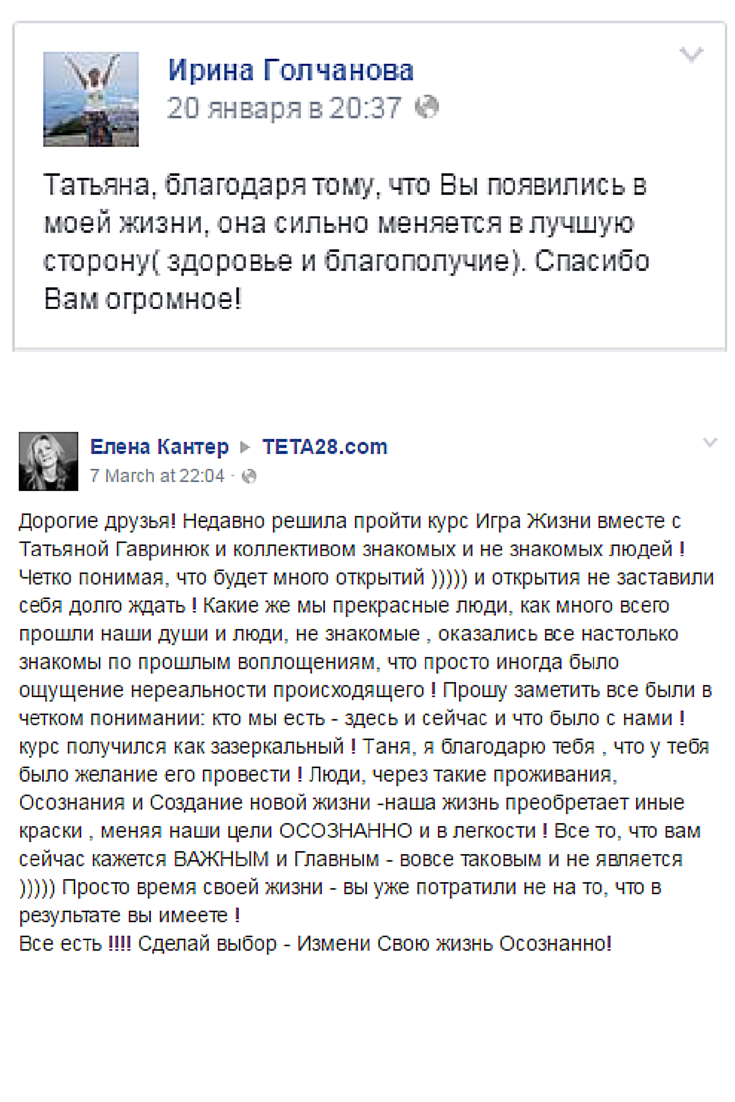 Ирина Голчанова
20 января в 20:37
Татьяна, благодаря тому, что Вы появились в
моей жизни, она сильно меняется в лучшую
сторону( здоровье и благополучие). Спасибо
Вам огромное!
Елена Кантер ▸ TETA28.com
7 March at 22:04 ·
Дорогие друзья! Недавно решила пройти курс Игра Жизни вместе с
Татьяной Гавринюк и коллективом знакомых и не знакомых людей !
Четко понимая, что будет много открытий ))))) и открытия не заставили
себя долго ждать ! Какие же мы прекрасные люди, как много всего
прошли наши души и люди, не знакомые , оказались все настолько
знакомы по прошлым воплощениям, что просто иногда было
ощущение нереальности происходящего ! Прошу заметить все были в
четком понимании: кто мы есть - здесь и сейчас и что было с нами !
курс получился как зазеркальный ! Таня, я благодарю тебя , что у тебя
было желание его провести ! Люди, через такие проживания,
Осознания и Создание новой жизни -наша жизнь преобретает иные
краски , меняя наши цели ОСОЗНАННО и в легкости ! Все то, что вам
сейчас кажется ВАЖНЫМ и Главным - вовсе таковым и не является
))))) Просто время своей жизни - вы уже потратили не на то, что в
результате вы имеете !
Все есть !!!! Сделай выбор - Измени Свою жизнь Осознанно!